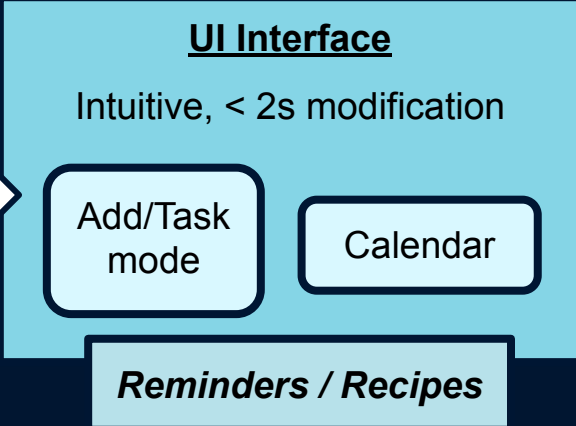 UI Interface
Intuitive, < 2s modification
Add/Task
mode
Calendar
Reminders / Recipes